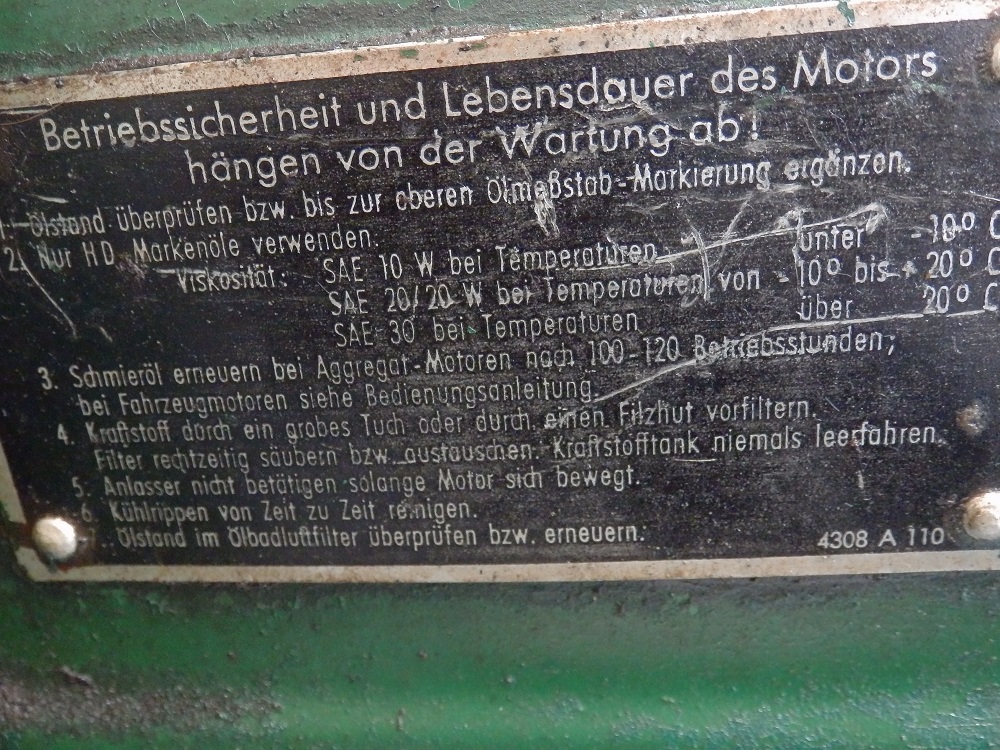 Betriebssicherheit und Lebensdauer des Motors
hängen von der Wartung ab!
1. Ölstand überprüfen bzw. bis zur oberen Ölmeßstab-Markierung ergänzen.
2. Nur HD Markenöle verwenden.
Viskosität: SAE 10 W bei Temperaturen unter -10° C
SAE 20/20 W bei Temperaturen von -10° bis + 20° C
SAE 30 bei Temperaturen über 20° C
3. Schmieröl erneuern bei Aggregat-Motoren nach 100-120 Betriebsstunden;
bei Fahrzeugmotoren siehe Bedienungsanleitung.
4. Kraftstoff durch ein grobes Tuch oder durch einen Filzhut vorfiltern.
Filter rechtzeitig säubern bzw. austauschen. Kraftstofftank niemals leerfahren.
5. Anlasser nicht betätigen solange Motor sich bewegt.
6. Kühlrippen von Zeit zu Zeit reinigen.
Ölstand im Ölbadluftfilter überprüfen bzw. erneuern.
4308 A 110